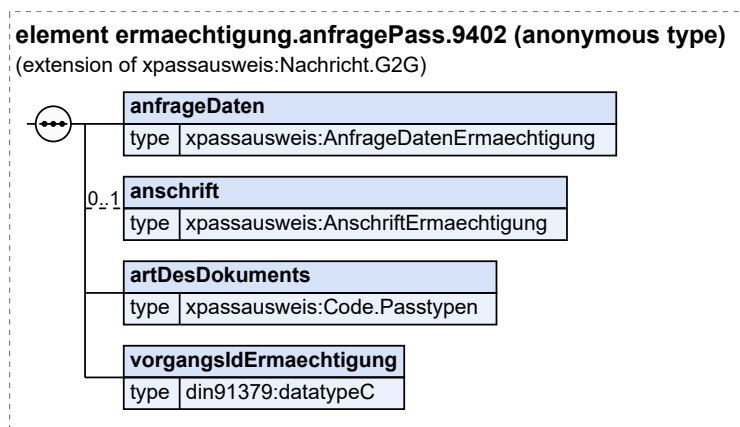 element ermaechtigung.anfragePass.9402 (anonymous type)
(extension of xpassausweis:Nachricht.G2G)
anfrageDaten
type xpassausweis:AnfrageDatenErmaechtigung
0..1
anschrift
type xpassausweis:AnschriftErmaechtigung
artDesDokuments
type xpassausweis:Code.Passtypen
vorgangsIdErmaechtigung
type din91379:datatypeC